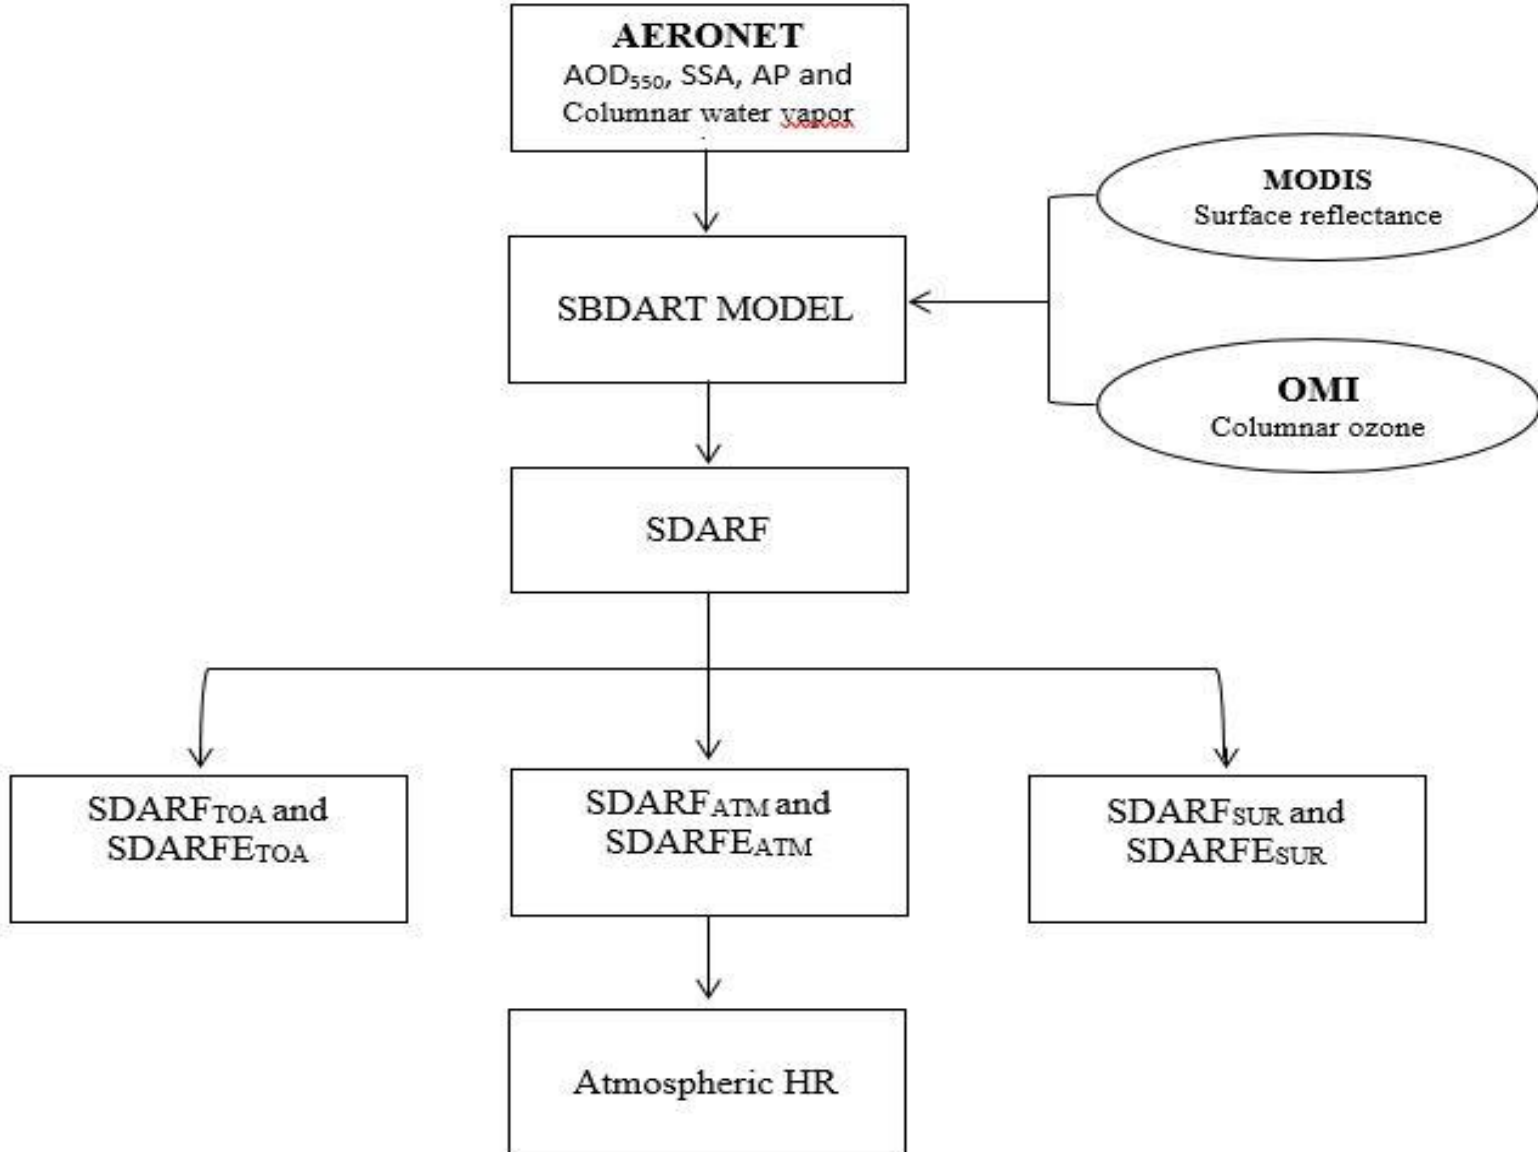 AERONET
AOD₅₅₀, SSA, AP and
Columnar water yapor
MODIS
Surface reflectance
SBDART MODEL
OMI
Columnar ozone
SDARF
SDARFTOA and
SDARFETOA
SDARFATM and
SDARFEATM
SDARFSUR and
SDARFESUR
Atmospheric HR